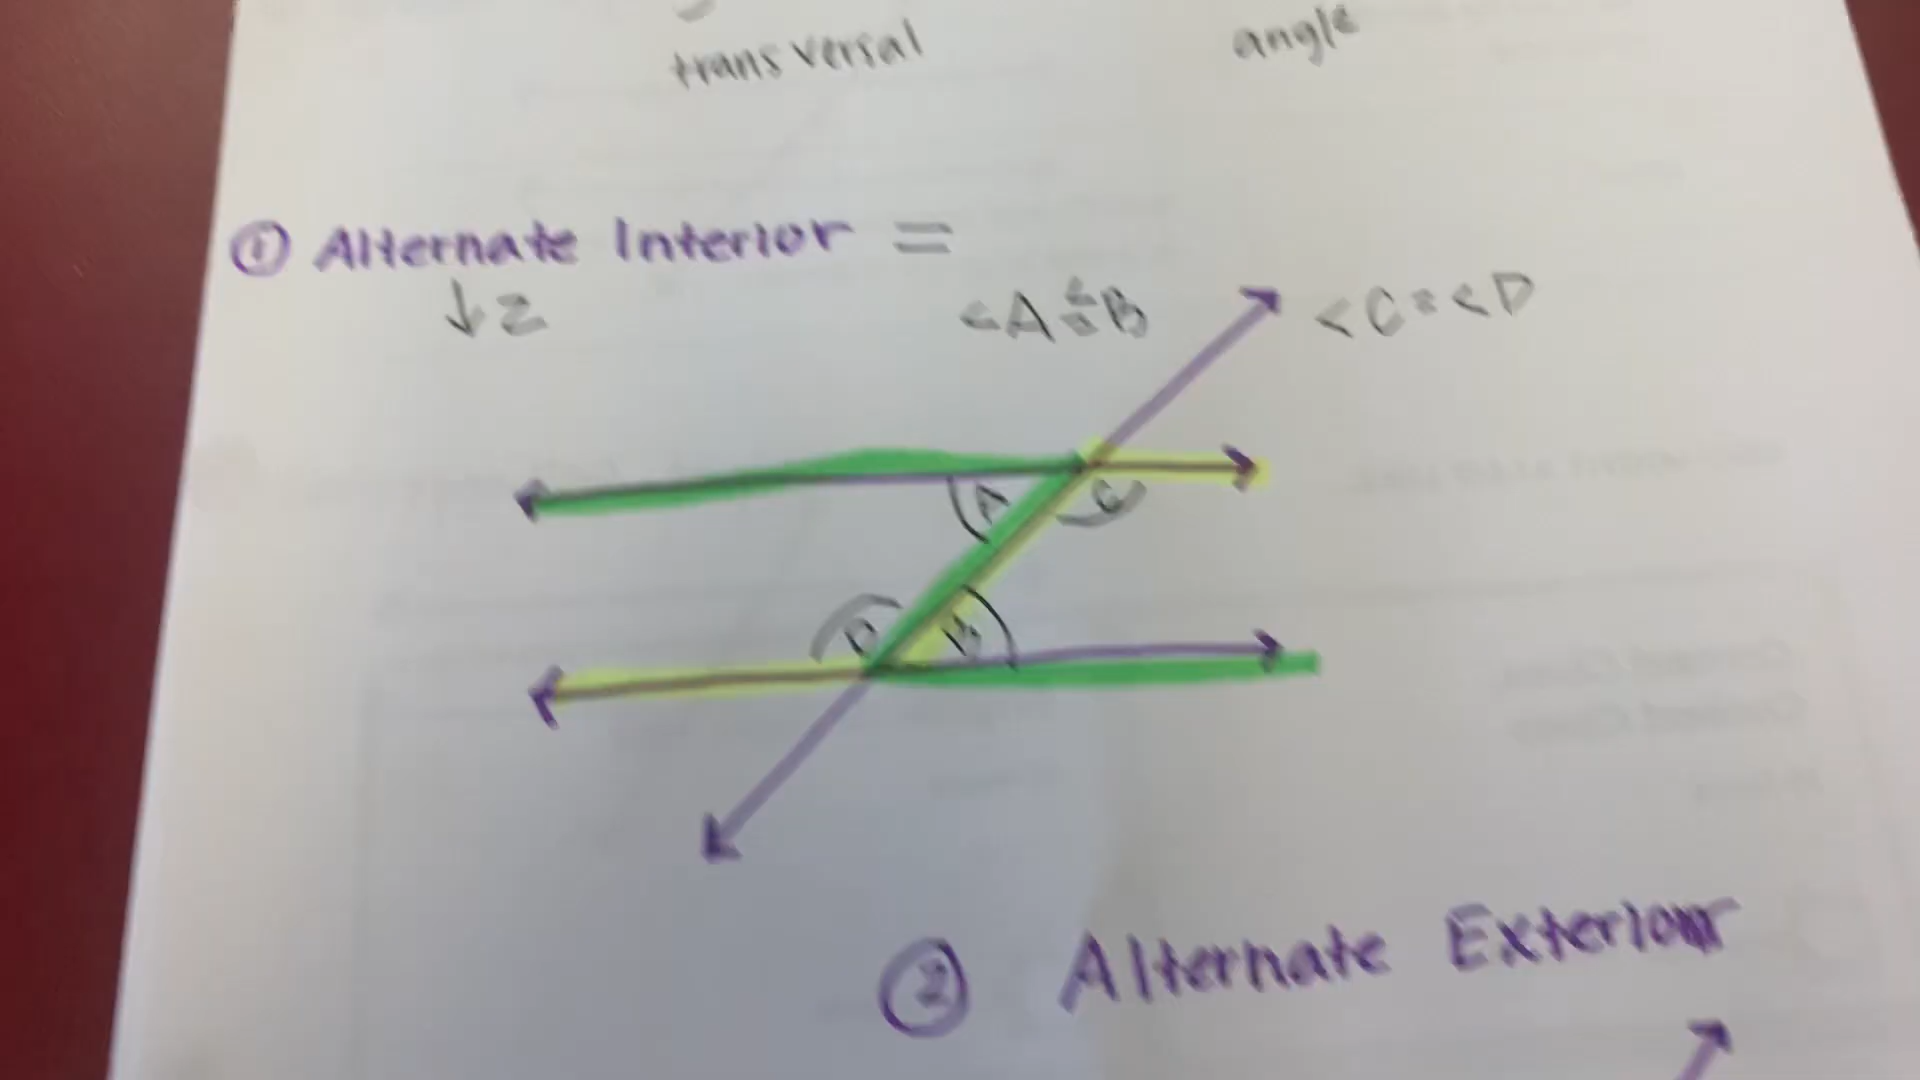 transversal angle
① Alternate Interior =
↓ Z <A = <B <C = <D
A C
D B
② Alternate Exterior